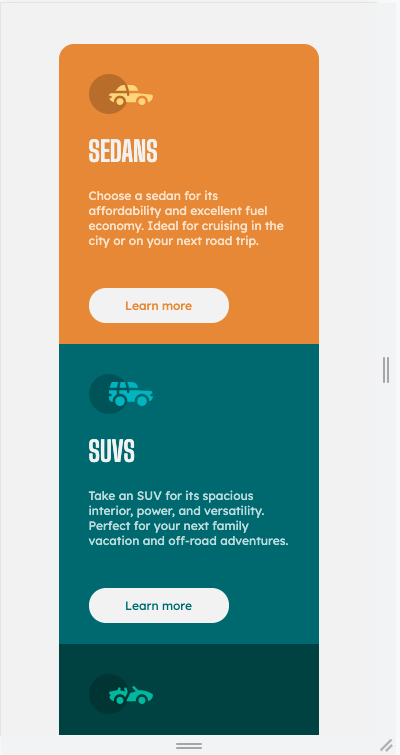 SEDANS
Choose a sedan for its
affordability and excellent fuel
economy. Ideal for cruising in the
city or on your next road trip.
Learn more
SUVS
Take an SUV for its spacious
interior, power, and versatility.
Perfect for your next family
vacation and off-road adventures.
Learn more